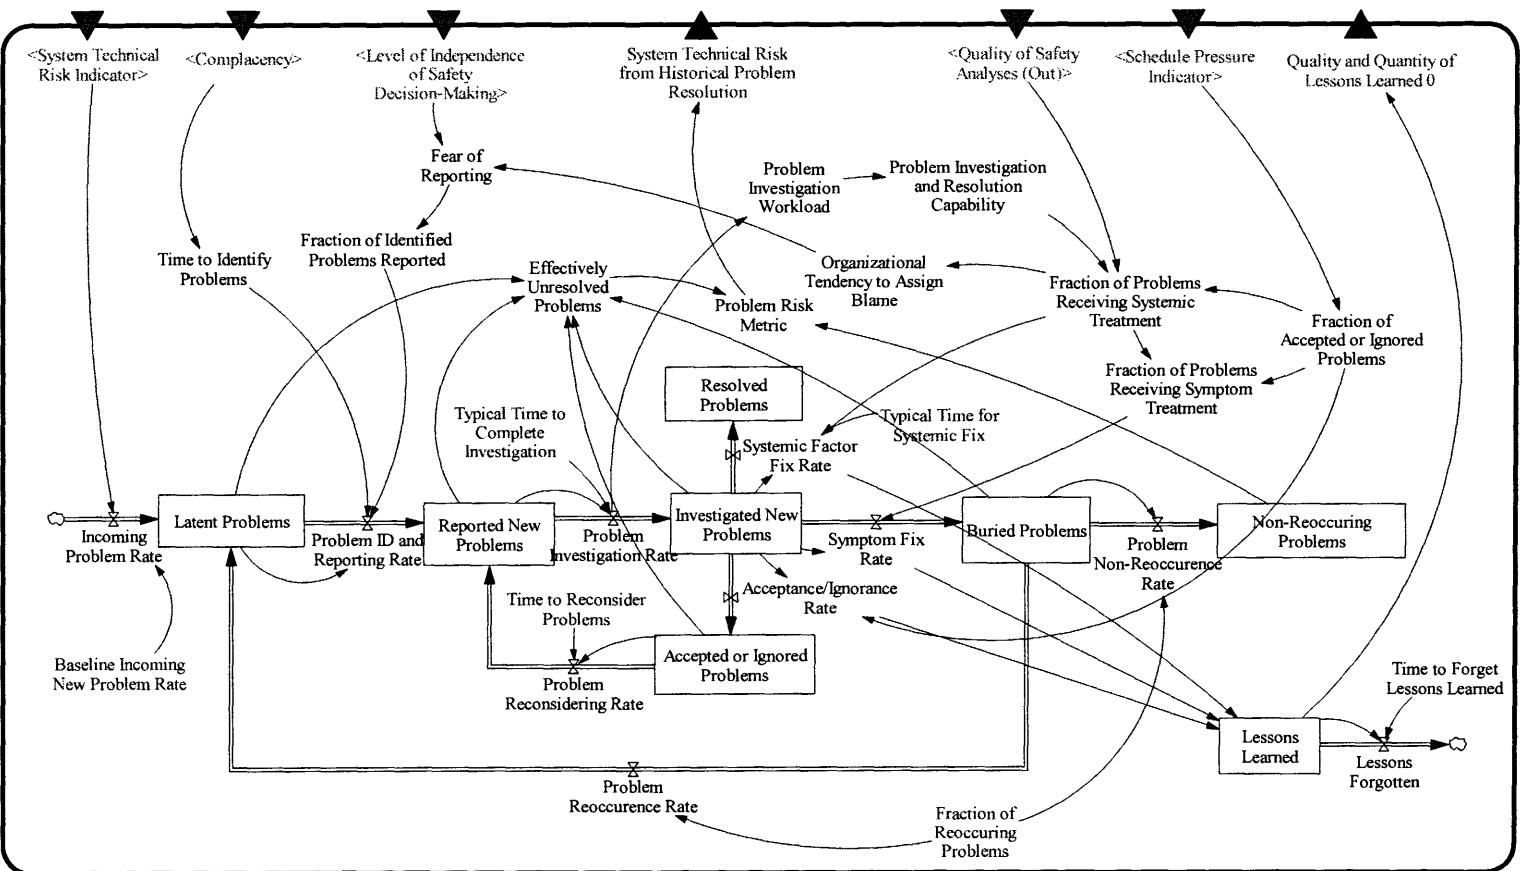 <System Technical
Risk Indicator>
<Complacency>
<Level of Independence
of Safety
Decision-Making>
System Technical Risk
from Historical Problem
Resolution
<Quality of Safety
Analyses (Out)>
<Schedule Pressure
Indicator>
Quality and Quantity of
Lessons Learned 0
Fear of
Reporting
Problem
Investigation
Workload
Problem Investigation
and Resolution
Capability
Time to Identify
Problems
Fraction of Identified
Problems Reported
Effectively
Unresolved
Problems
Problem Risk
Metric
Organizational
Tendency to Assign
Blame
Fraction of Problems
Receiving Systemic
Treatment
Fraction of
Accepted or Ignored
Problems
Fraction of Problems
Receiving Symptom
Treatment
Resolved
Problems
Typical Time to
Complete
Investigation
Systemic Factor
Fix Rate
Typical Time for
Systemic Fix
Latent Problems
Reported New
Problems
Investigated New
Problems
Buried Problems
Non-Reoccuring
Problems
Incoming
Problem Rate
Problem ID and
Reporting Rate
Problem
Investigation Rate
Symptom Fix
Rate
Problem
Non-Reoccurence
Rate
Time to Reconsider
Problems
Acceptance/Ignorance
Rate
Baseline Incoming
New Problem Rate
Accepted or Ignored
Problems
Problem
Reconsidering Rate
Time to Forget
Lessons Learned
Lessons
Learned
Lessons
Forgotten
Problem
Reoccurence Rate
Fraction of
Reoccuring
Problems